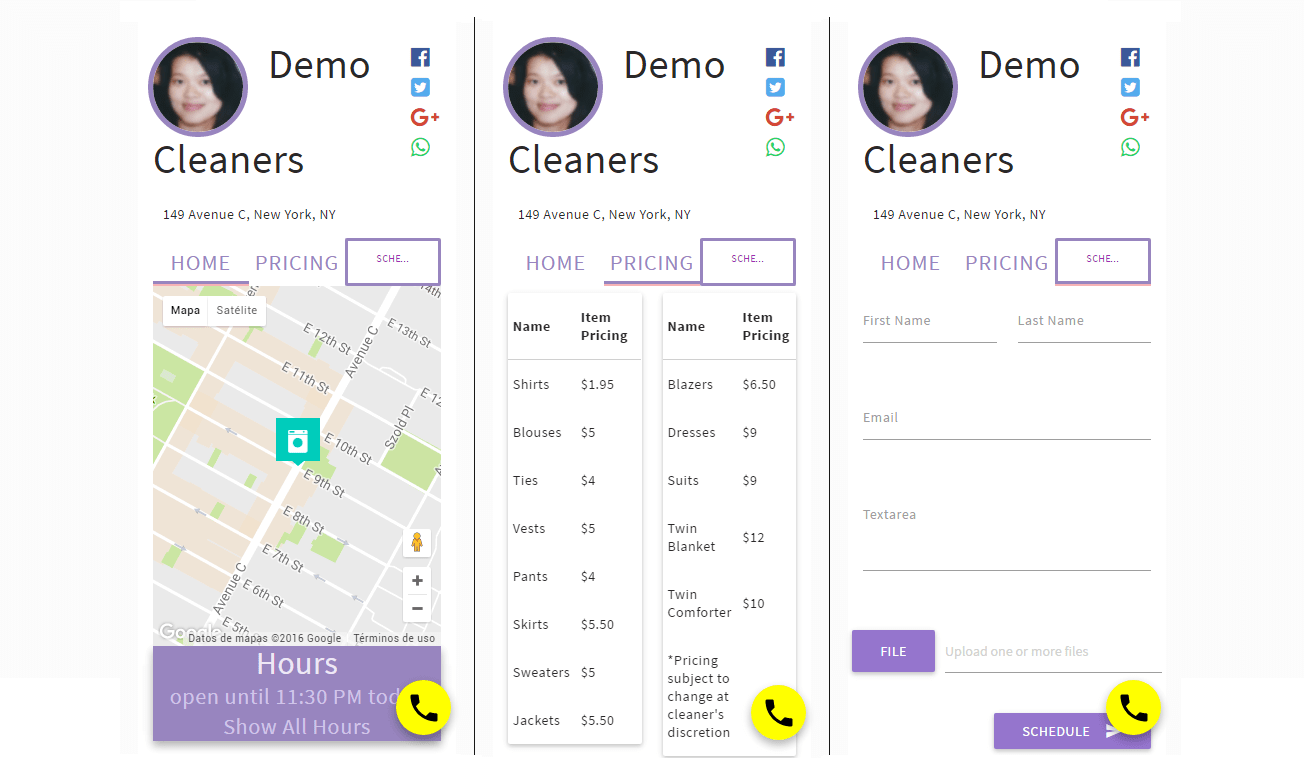 Demo
Cleaners
149 Avenue C, New York, NY
HOME PRICING SCHE...
Mapa Satélite
14th
E 13th St
E 12th St
Avenue C
E 11th St
E 12
Szold Pl
E 10th St
E 9th St
E 8th St
E 7th St
Avenue C
E 6th St
E 5th
Google
Datos de mapas ©2016 Google Términos de uso
Hours
open until 11:30 PM tod
Show All Hours
Demo
Cleaners
149 Avenue C, New York, NY
HOME PRICING SCHE...
Name Item Pricing
Shirts $1.95
Blouses $5
Ties $4
Vests $5
Pants $4
Skirts $5.50
Sweaters $5
Jackets $5.50
Name Item Pricing
Blazers $6.50
Dresses $9
Suits $9
Twin Blanket $12
Twin Comforter $10
*Pricing
subject to
change at
cleaner's
discretion
Demo
Cleaners
149 Avenue C, New York, NY
HOME PRICING SCHE...
First Name Last Name
Email
Textarea
FILE Upload one or more files
SCHEDULE